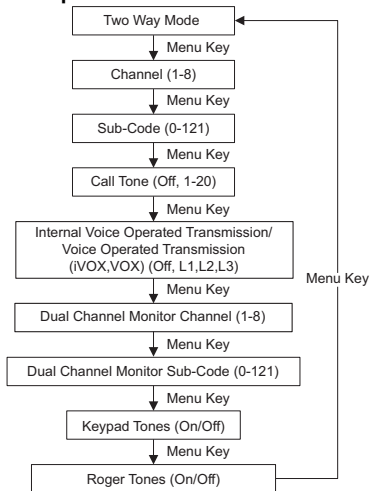 Two Way Mode
Menu Key
Channel (1-8)
Menu Key
Sub-Code (0-121)
Menu Key
Call Tone (Off, 1-20)
Menu Key
Internal Voice Operated Transmission/
Voice Operated Transmission
(iVOX,VOX) (Off, L1,L2,L3)
Menu Key
Menu Key
Dual Channel Monitor Channel (1-8)
Menu Key
Dual Channel Monitor Sub-Code (0-121)
Menu Key
Keypad Tones (On/Off)
Menu Key
Roger Tones (On/Off)